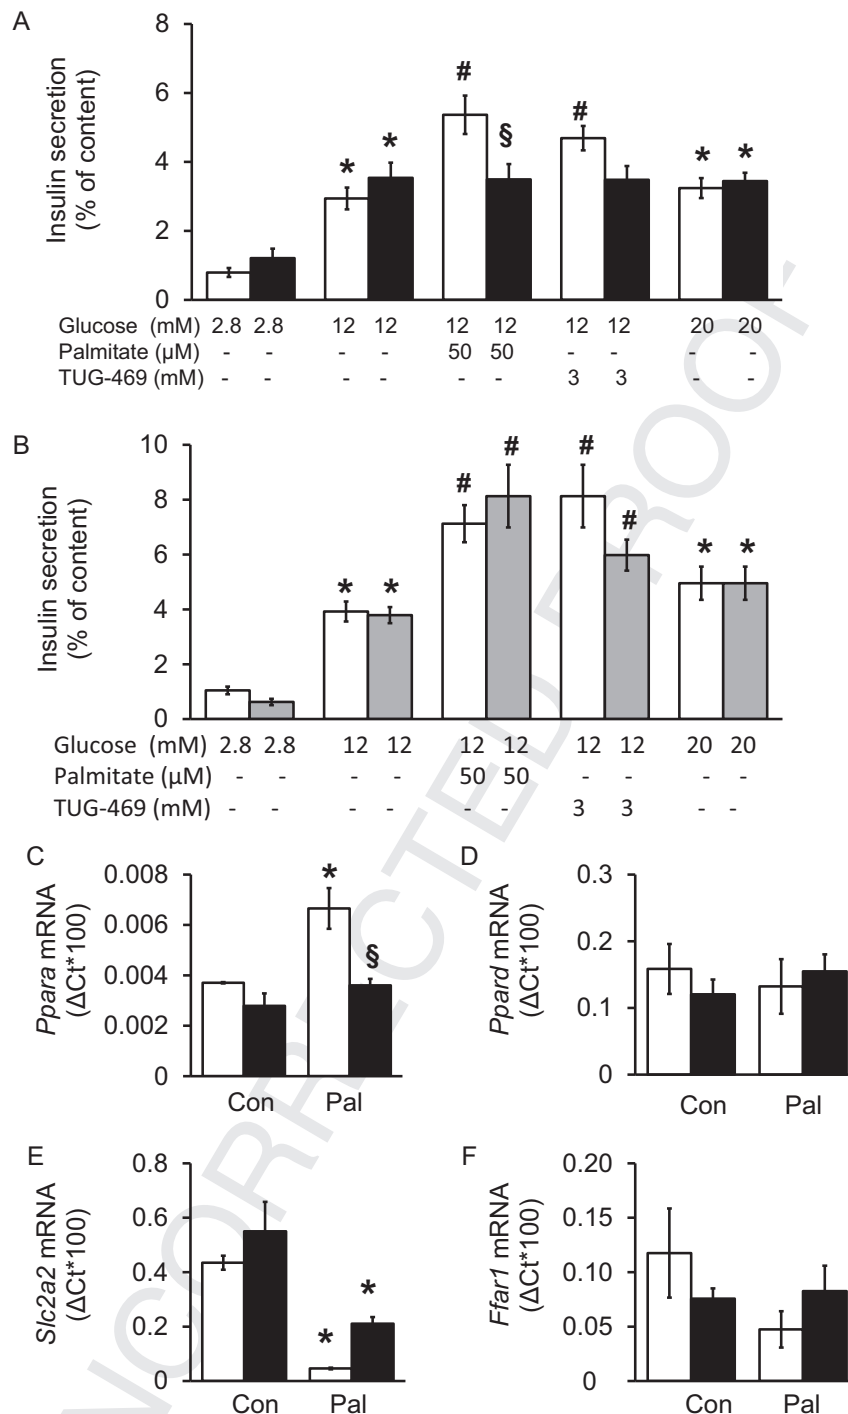 A
Insulin secretion
(% of content)
8
6
4
2
0
# § #
* * * *
Glucose (mM) 2.8 2.8 12 12 12 12 12 12 20 20
Palmitate (µM) - - - - 50 50 - - - -
TUG-469 (mM) - - - - - - 3 3 - -
B
Insulin secretion
(% of content)
10
8
6
4
2
0
# # # #
* * * *
Glucose (mM) 2.8 2.8 12 12 12 12 12 12 20 20
Palmitate (µM) - - - - 50 50 - - - -
TUG-469 (mM) - - - - - - 3 3 - -
C
Ppara mRNA
(ΔCt*100)
0.008
0.006
0.004
0.002
0
* §
Con Pal
D
Ppard mRNA
(ΔCt*100)
0.3
0.2
0.1
0
Con Pal
E
Slc2a2 mRNA
(ΔCt*100)
0.8
0.6
0.4
0.2
0
* *
Con Pal
F
Ffar1 mRNA
(ΔCt*100)
0.20
0.15
0.10
0.05
0
Con Pal
NCORRECTED PROOF